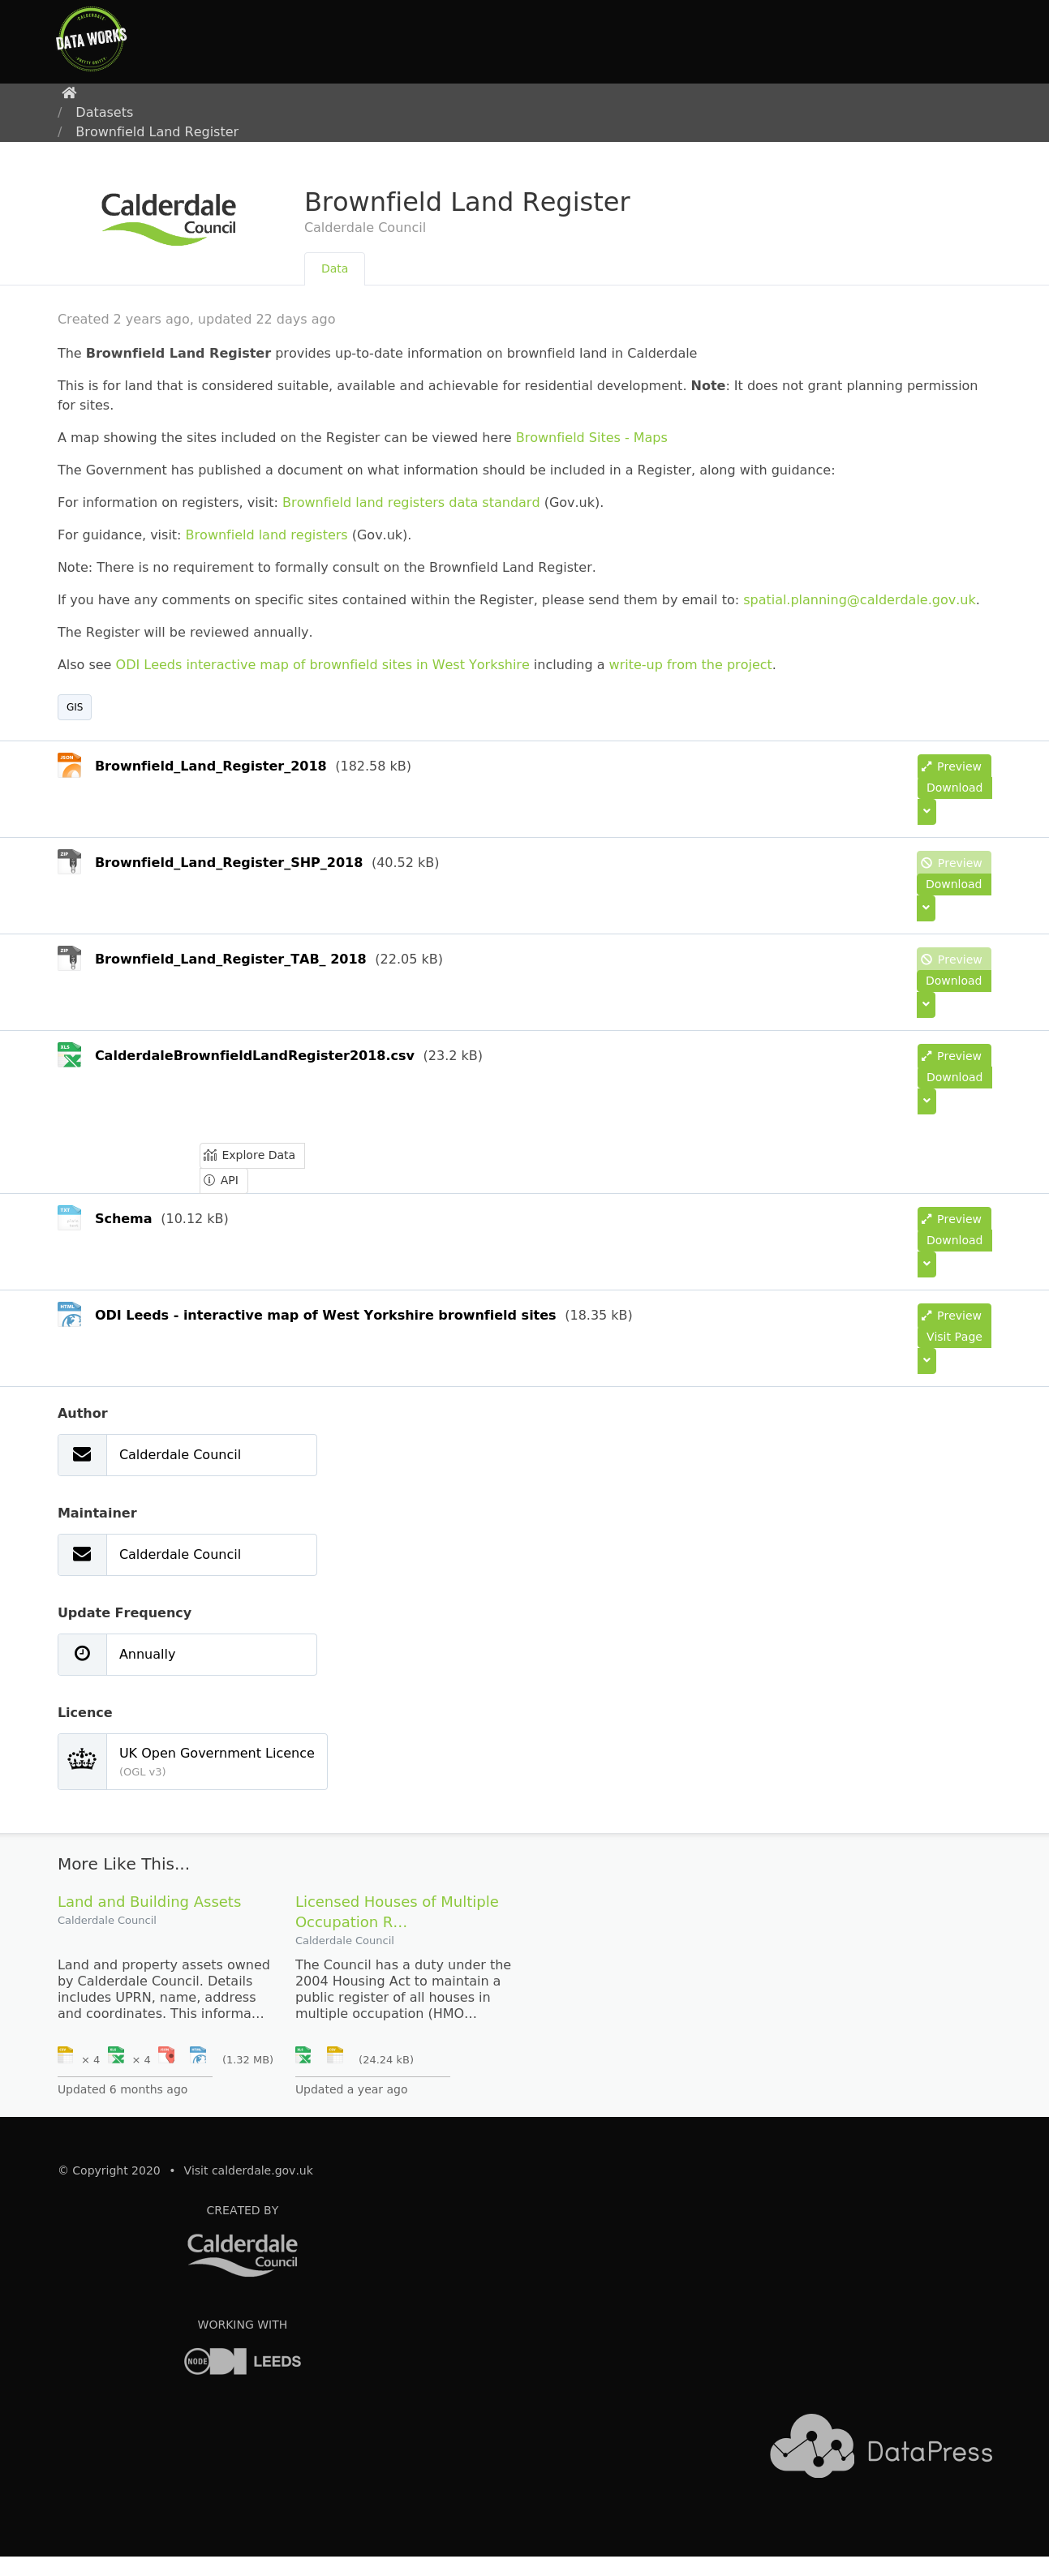 CALDERDALE
DATA WORKS
Datasets
/ Brownfield Land Register
Calderdale
Council
Brownfield Land Register
Calderdale Council
Data
Created 2 years ago, updated 22 days ago
The Brownfield Land Register provides up-to-date information on brownfield land in Calderdale
This is for land that is considered suitable, available and achievable for residential development. Note: It does not grant planning permission
for sites.
A map showing the sites included on the Register can be viewed here Brownfield Sites - Maps
The Government has published a document on what information should be included in a Register, along with guidance:
For information on registers, visit: Brownfield land registers data standard (Gov.uk).
For guidance, visit: Brownfield land registers (Gov.uk).
Note: There is no requirement to formally consult on the Brownfield Land Register.
If you have any comments on specific sites contained within the Register, please send them by email to: spatial.planning@calderdale.gov.uk.
The Register will be reviewed annually.
Also see ODI Leeds interactive map of brownfield sites in West Yorkshire including a write-up from the project.
GIS
JSON
Brownfield_Land_Register_2018 (182.58 kB)
Preview
Download
ZIP
Brownfield_Land_Register_SHP_2018 (40.52 kB)
Preview
Download
ZIP
Brownfield_Land_Register_TAB_ 2018 (22.05 kB)
Preview
Download
XLS
CalderdaleBrownfieldLandRegister2018.csv (23.2 kB)
Preview
Download
Explore Data
API
TXT
Schema (10.12 kB)
Preview
Download
HTML
ODI Leeds - interactive map of West Yorkshire brownfield sites (18.35 kB)
Preview
Visit Page
Author
Calderdale Council
Maintainer
Calderdale Council
Update Frequency
Annually
Licence
UK Open Government Licence
(OGL v3)
More Like This...
Land and Building Assets
Calderdale Council
Land and property assets owned
by Calderdale Council. Details
includes UPRN, name, address
and coordinates. This informa…
× 4 × 4 (1.32 MB)
Updated 6 months ago
Licensed Houses of Multiple
Occupation R…
Calderdale Council
The Council has a duty under the
2004 Housing Act to maintain a
public register of all houses in
multiple occupation (HMO…
(24.24 kB)
Updated a year ago
© Copyright 2020 • Visit calderdale.gov.uk
CREATED BY
Calderdale
Council
WORKING WITH
NODE ODI LEEDS
DataPress